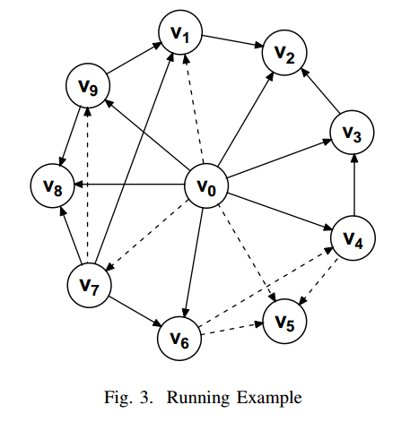 v1
v2
v9
v3
v8
v0
v4
v7
v5
v6
Fig. 3. Running Example